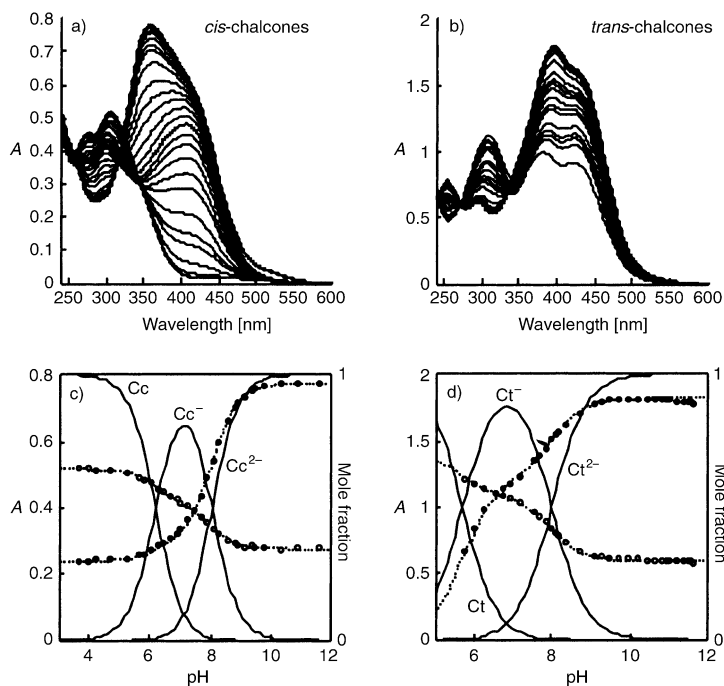 a) cis-chalcones
0.8
0.7
0.6
0.5
A 0.4
0.3
0.2
0.1
0
250 300 350 400 450 500 550 600
Wavelength [nm]
b) trans-chalcones
2
1.5
A 1
0.5
0
250 300 350 400 450 500 550 600
Wavelength [nm]
c)
0.8 1
Cc
Cc−
0.6
Cc2−
A 0.4
Mole fraction
0.2
0 0
4 6 8 10 12
pH
d)
2 1
Ct−
1.5
Ct2−
A 1
Mole fraction
0.5
Ct
0 0
6 8 10 12
pH